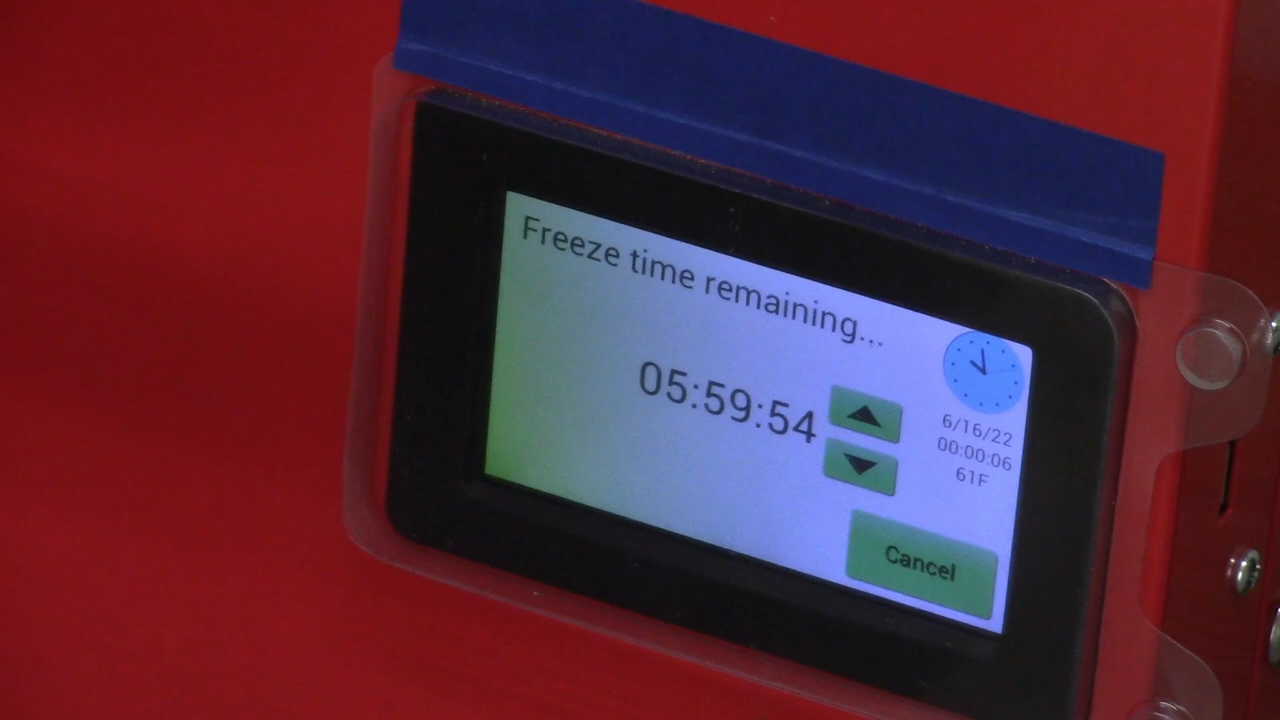 Freeze time remaining...
05:59:54
6/16/22
00:00:06
61F
Cancel